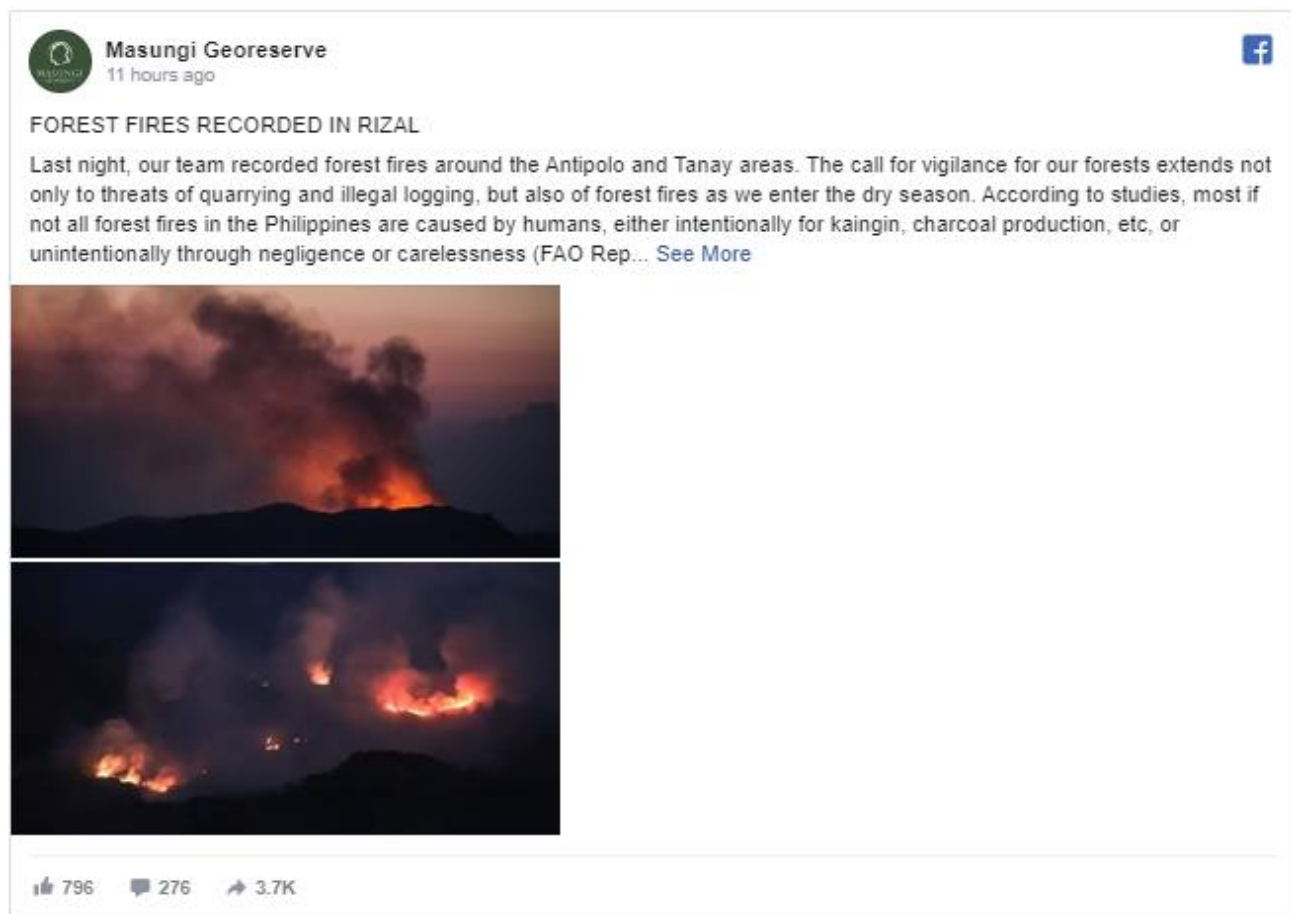 Masungi Georeserve
11 hours ago
FOREST FIRES RECORDED IN RIZAL
Last night, our team recorded forest fires around the Antipolo and Tanay areas. The call for vigilance for our forests extends not
only to threats of quarrying and illegal logging, but also of forest fires as we enter the dry season. According to studies, most if
not all forest fires in the Philippines are caused by humans, either intentionally for kaingin, charcoal production, etc, or
unintentionally through negligence or carelessness (FAO Rep... See More
796 276 3.7K